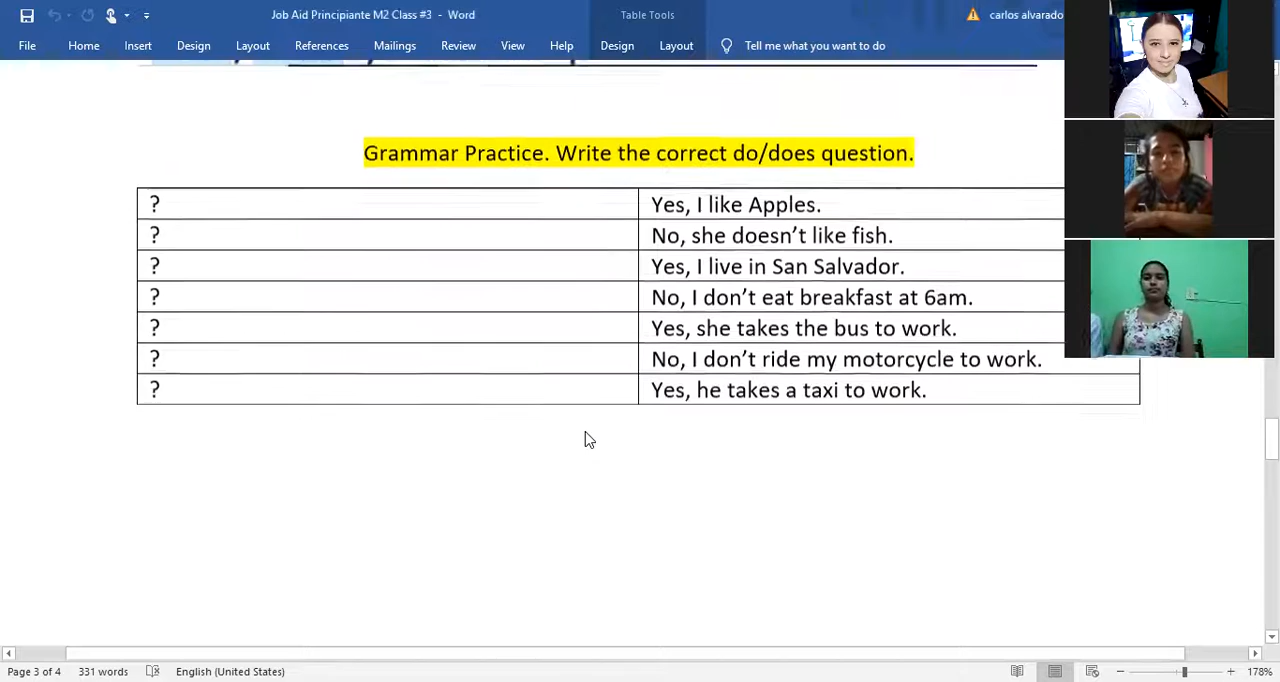 Job Aid Principiante M2 Class #3 - Word
Table Tools
carlos alvarado
File Home Insert Design Layout References Mailings Review View Help Design Layout Tell me what you want to do
Grammar Practice. Write the correct do/does question.
? Yes, I like Apples.
? No, she doesn't like fish.
? Yes, I live in San Salvador.
? No, I don't eat breakfast at 6am.
? Yes, she takes the bus to work.
? No, I don't ride my motorcycle to work.
? Yes, he takes a taxi to work.
Page 3 of 4 331 words English (United States) 178%